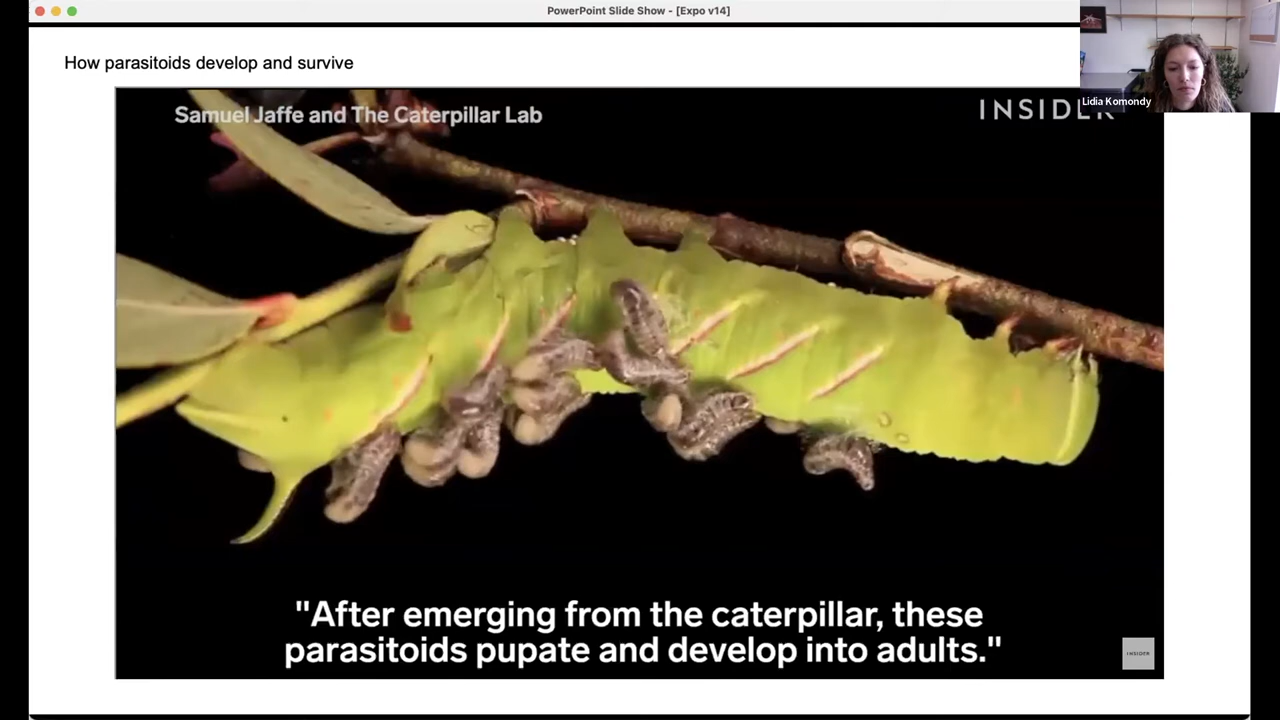 PowerPoint Slide Show - [Expo v14]
How parasitoids develop and survive
Lidia Komondy
Samuel Jaffe and The Caterpillar Lab
INSIDER
"After emerging from the caterpillar, these
parasitoids pupate and develop into adults."
INSIDER